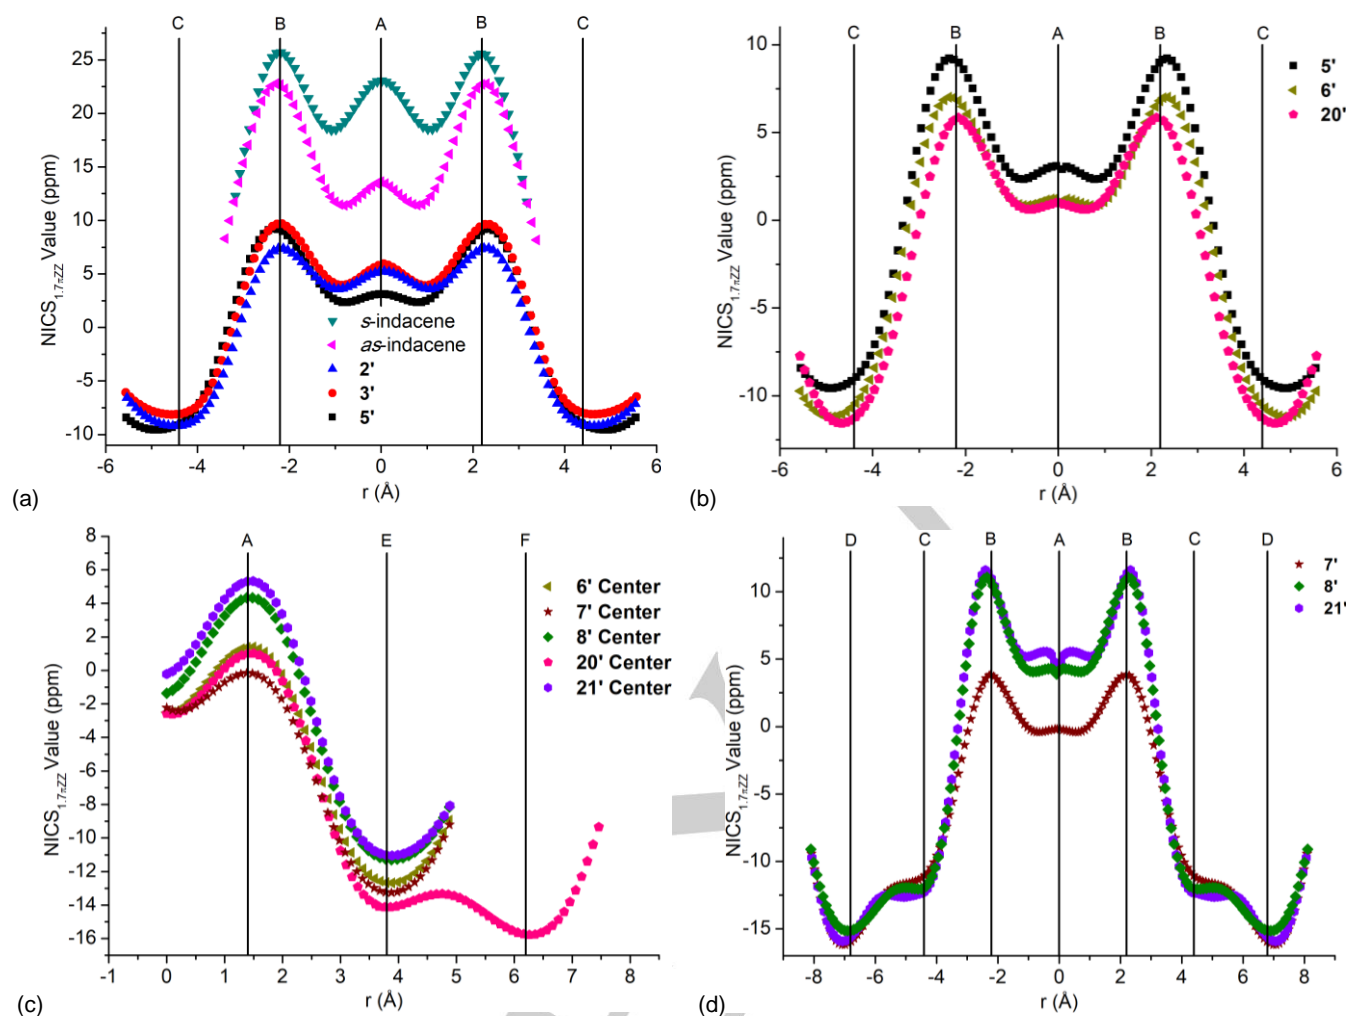 C B A B C
25
20
15
10
5
0
-5
-10
NICS1.7πZZ Value (ppm)
s-indacene
as-indacene
2'
3'
5'
-6 -4 -2 0 2 4 6
r (Å)
(a)
C B A B C
10
5
0
-5
-10
NICS1.7πZZ Value (ppm)
5'
6'
20'
-6 -4 -2 0 2 4 6
r (Å)
(b)
A E F
8
6
4
2
0
-2
-4
-6
-8
-10
-12
-14
-16
NICS1.7πZZ Value (ppm)
6' Center
7' Center
8' Center
20' Center
21' Center
-1 0 1 2 3 4 5 6 7 8
r (Å)
(c)
D C B A B C D
10
5
0
-5
-10
-15
NICS1.7πZZ Value (ppm)
7'
8'
21'
-8 -6 -4 -2 0 2 4 6 8
r (Å)
(d)